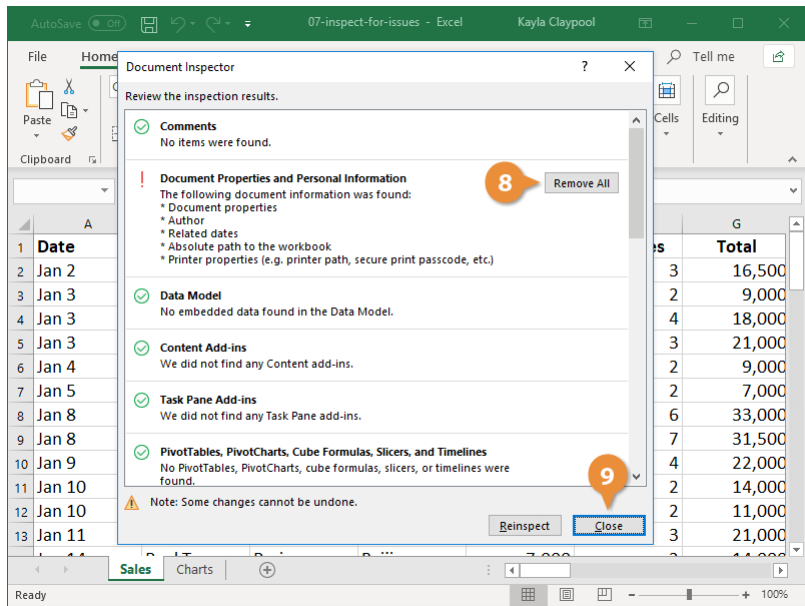 AutoSave Off 07-inspect-for-issues - Excel Kayla Claypool
File Home Tell me
Paste Cells Editing
Clipboard
Document Inspector ? ×
Review the inspection results.
Comments
No items were found.
! Document Properties and Personal Information
The following document information was found:
* Document properties
* Author
* Related dates
* Absolute path to the workbook
* Printer properties (e.g. printer path, secure print passcode, etc.)
8 Remove All
Data Model
No embedded data found in the Data Model.
Content Add-ins
We did not find any Content add-ins.
Task Pane Add-ins
We did not find any Task Pane add-ins.
PivotTables, PivotCharts, Cube Formulas, Slicers, and Timelines
No PivotTables, PivotCharts, cube formulas, slicers, or timelines were
found.
9
Note: Some changes cannot be undone.
Reinspect Close
A G
1 Date es Total
2 Jan 2 3 16,500
3 Jan 3 2 9,000
4 Jan 3 4 18,000
5 Jan 3 3 21,000
6 Jan 4 2 9,000
7 Jan 5 2 7,000
8 Jan 8 6 33,000
9 Jan 8 7 31,500
10 Jan 9 4 22,000
11 Jan 10 2 14,000
12 Jan 10 2 11,000
13 Jan 11 3 21,000
Sales Charts
Ready 100%